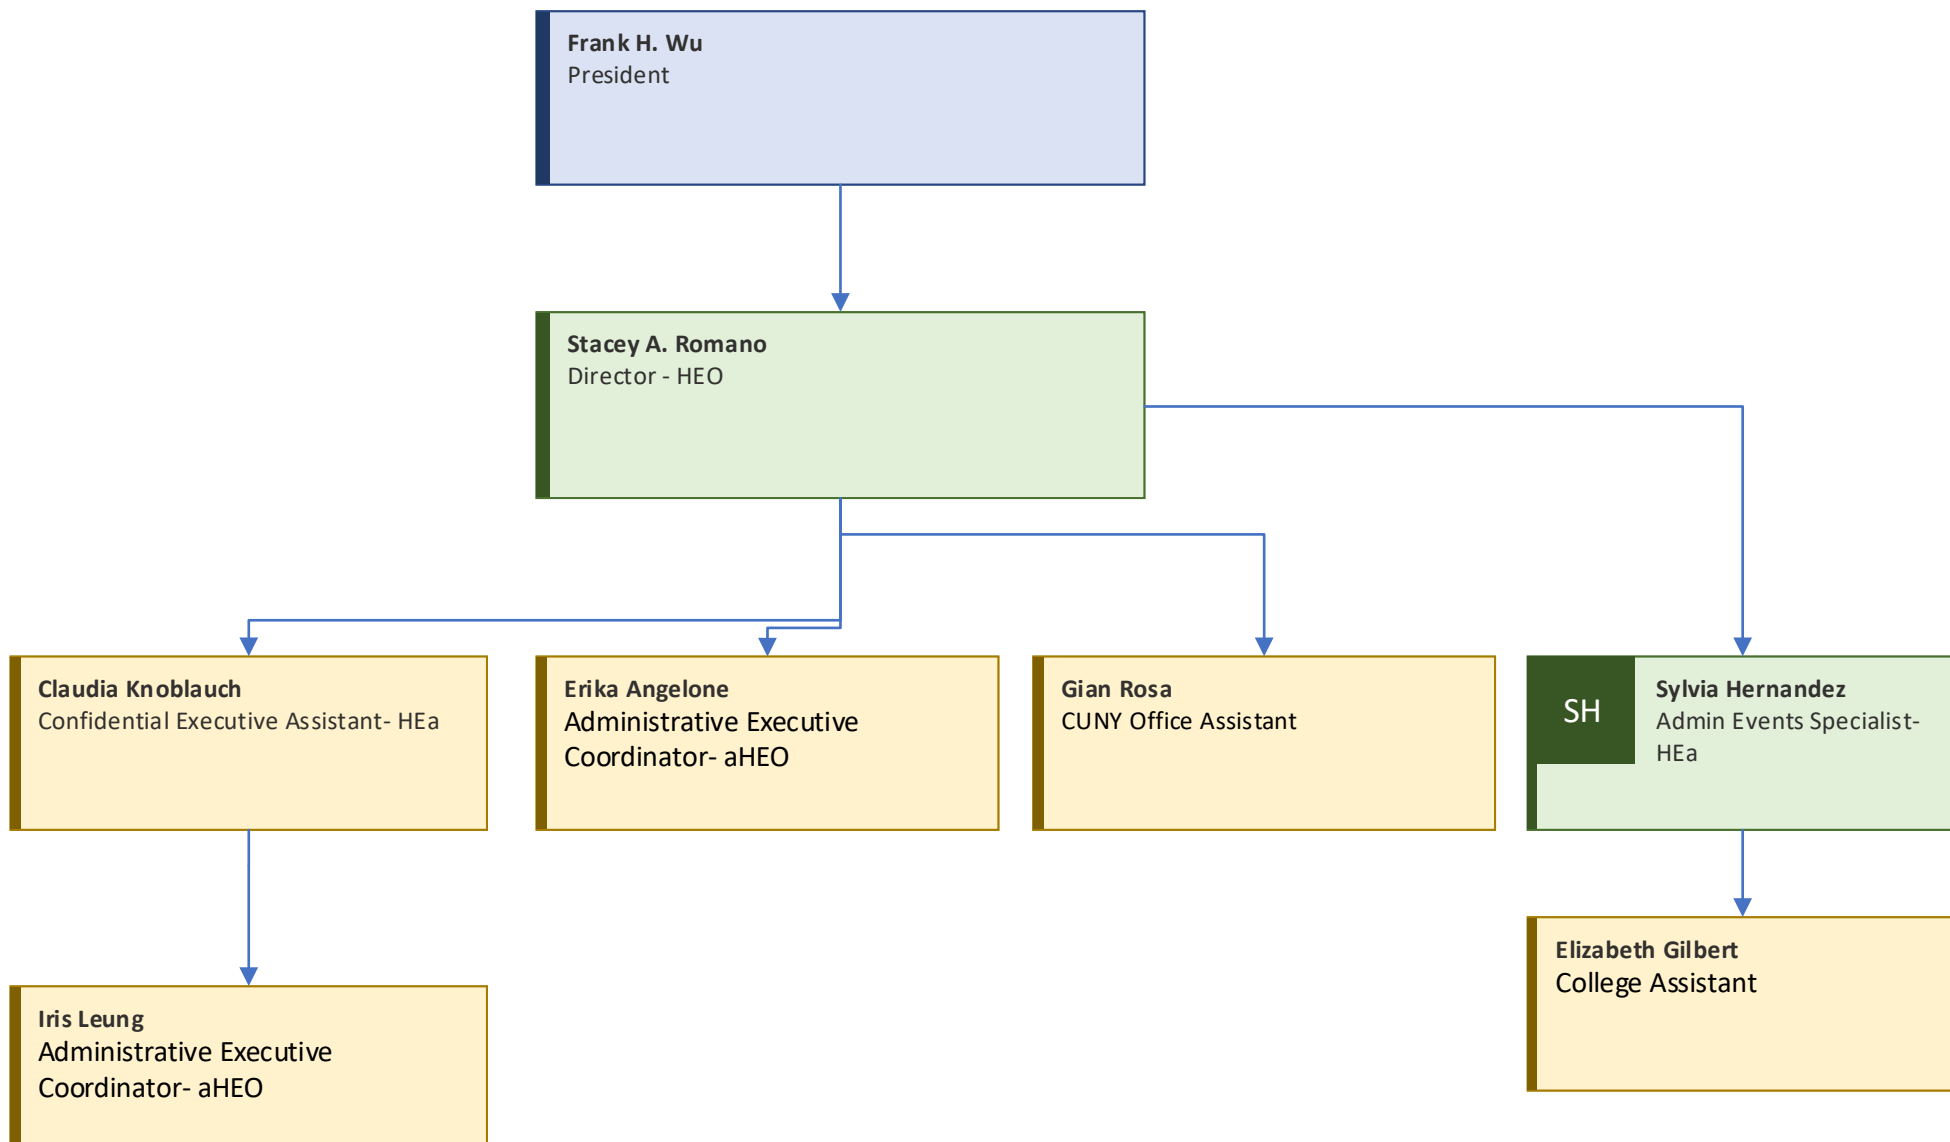 Frank H. Wu
President
Stacey A. Romano
Director - HEO
Claudia Knoblauch
Confidential Executive Assistant- HEa
Erika Angelone
Administrative Executive
Coordinator- aHEO
Gian Rosa
CUNY Office Assistant
SH
Sylvia Hernandez
Admin Events Specialist-
HEa
Iris Leung
Administrative Executive
Coordinator- aHEO
Elizabeth Gilbert
College Assistant